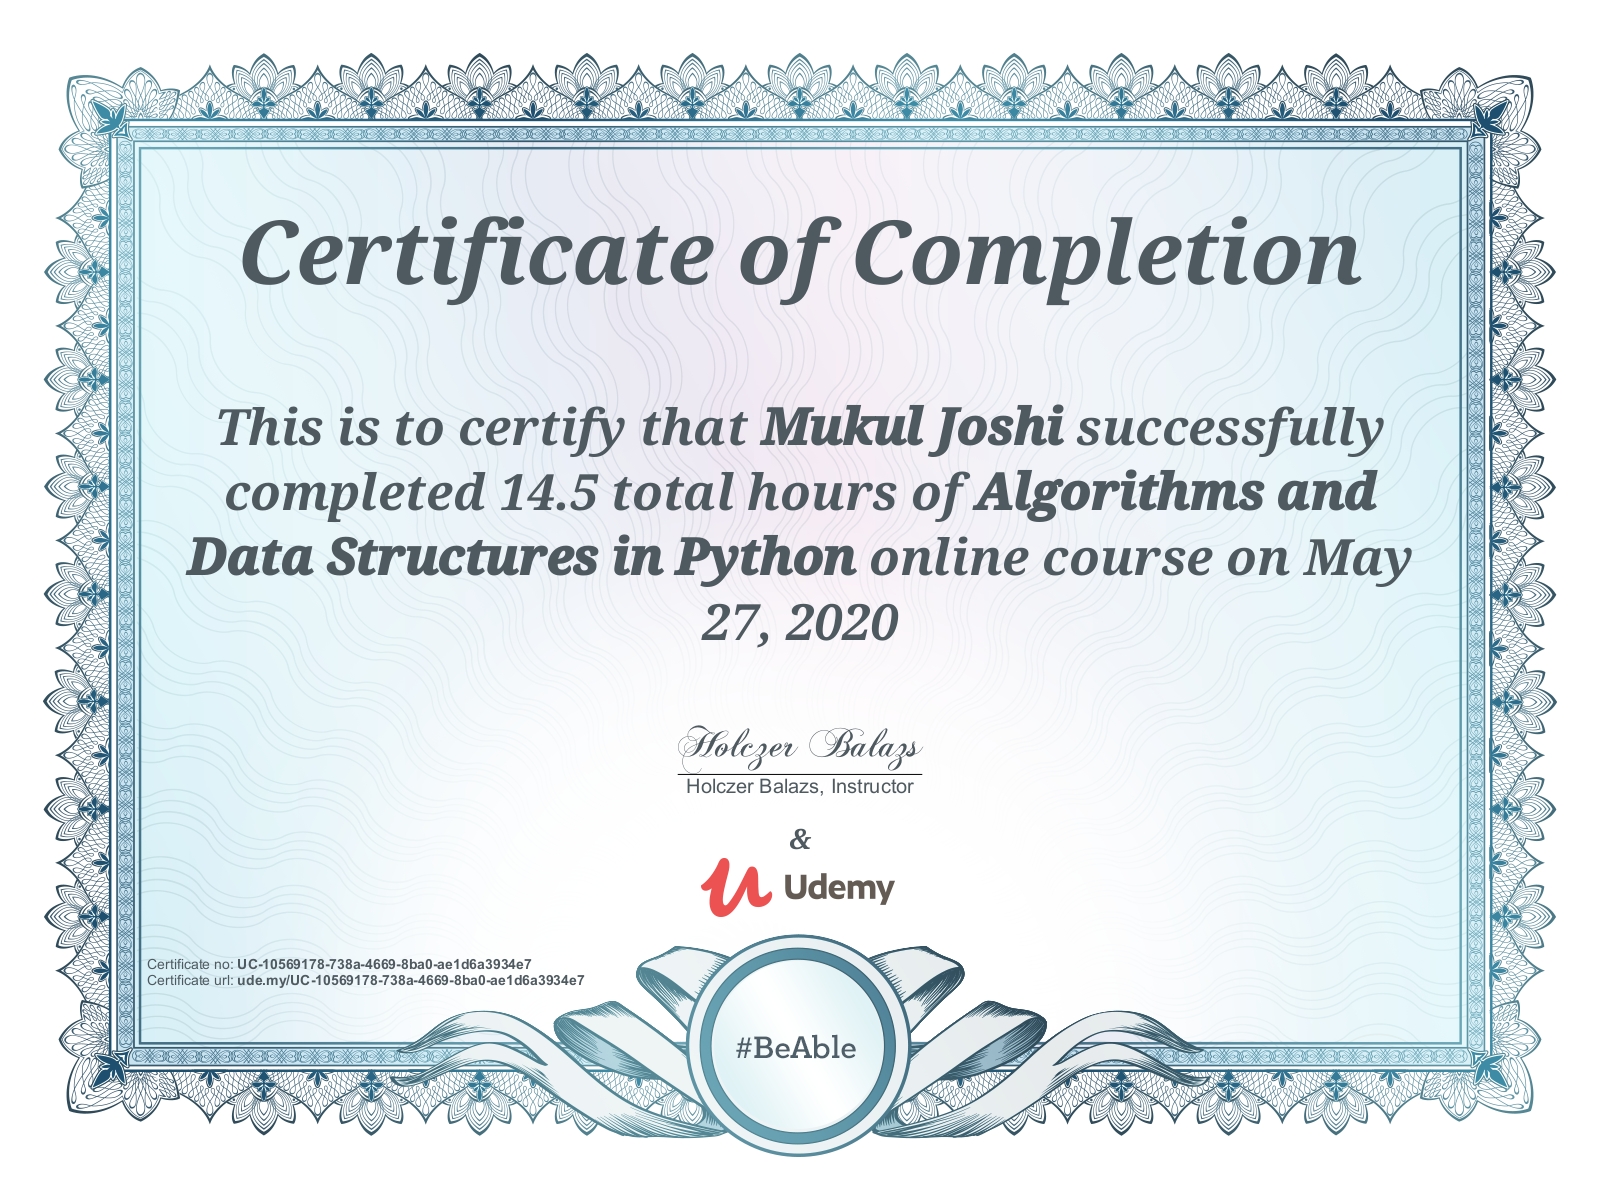 Certificate of Completion
This is to certify that Mukul Joshi successfully
completed 14.5 total hours of Algorithms and
Data Structures in Python online course on May
27, 2020
Holczer Balazs
Holczer Balazs, Instructor
&
Udemy
Certificate no: UC-10569178-738a-4669-8ba0-ae1d6a3934e7
Certificate url: ude.my/UC-10569178-738a-4669-8ba0-ae1d6a3934e7
#BeAble